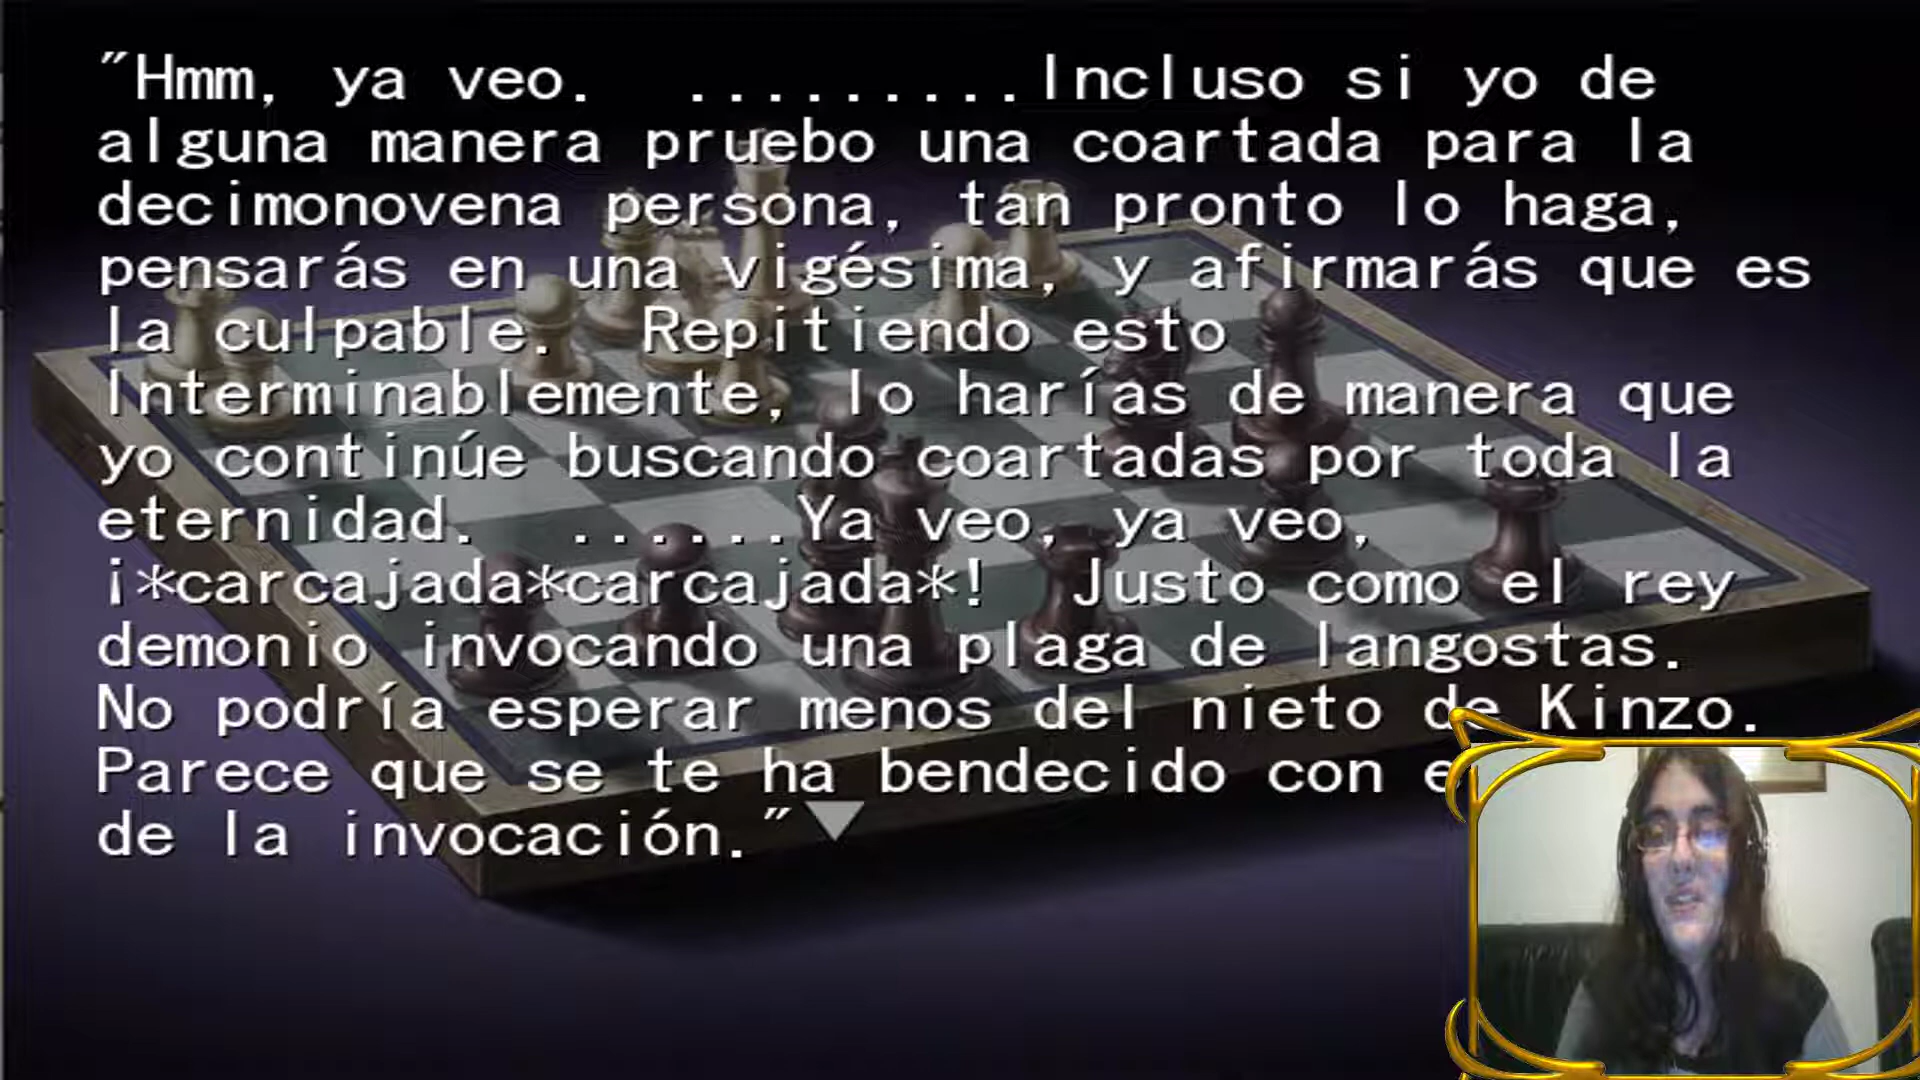 "Hmm, ya veo.  .........Incluso si yo de
alguna manera pruebo una coartada para la
decimonovena persona, tan pronto lo haga,
pensarás en una vigésima, y afirmarás que es
la culpable.  Repitiendo esto
Interminablemente, lo harías de manera que
yo continúe buscando coartadas por toda la
eternidad.  ......Ya veo, ya veo,
¡*carcajada*carcajada*!  Justo como el rey
demonio invocando una plaga de langostas.
No podría esperar menos del nieto de Kinzo.
Parece que se te ha bendecido con
de la invocación."